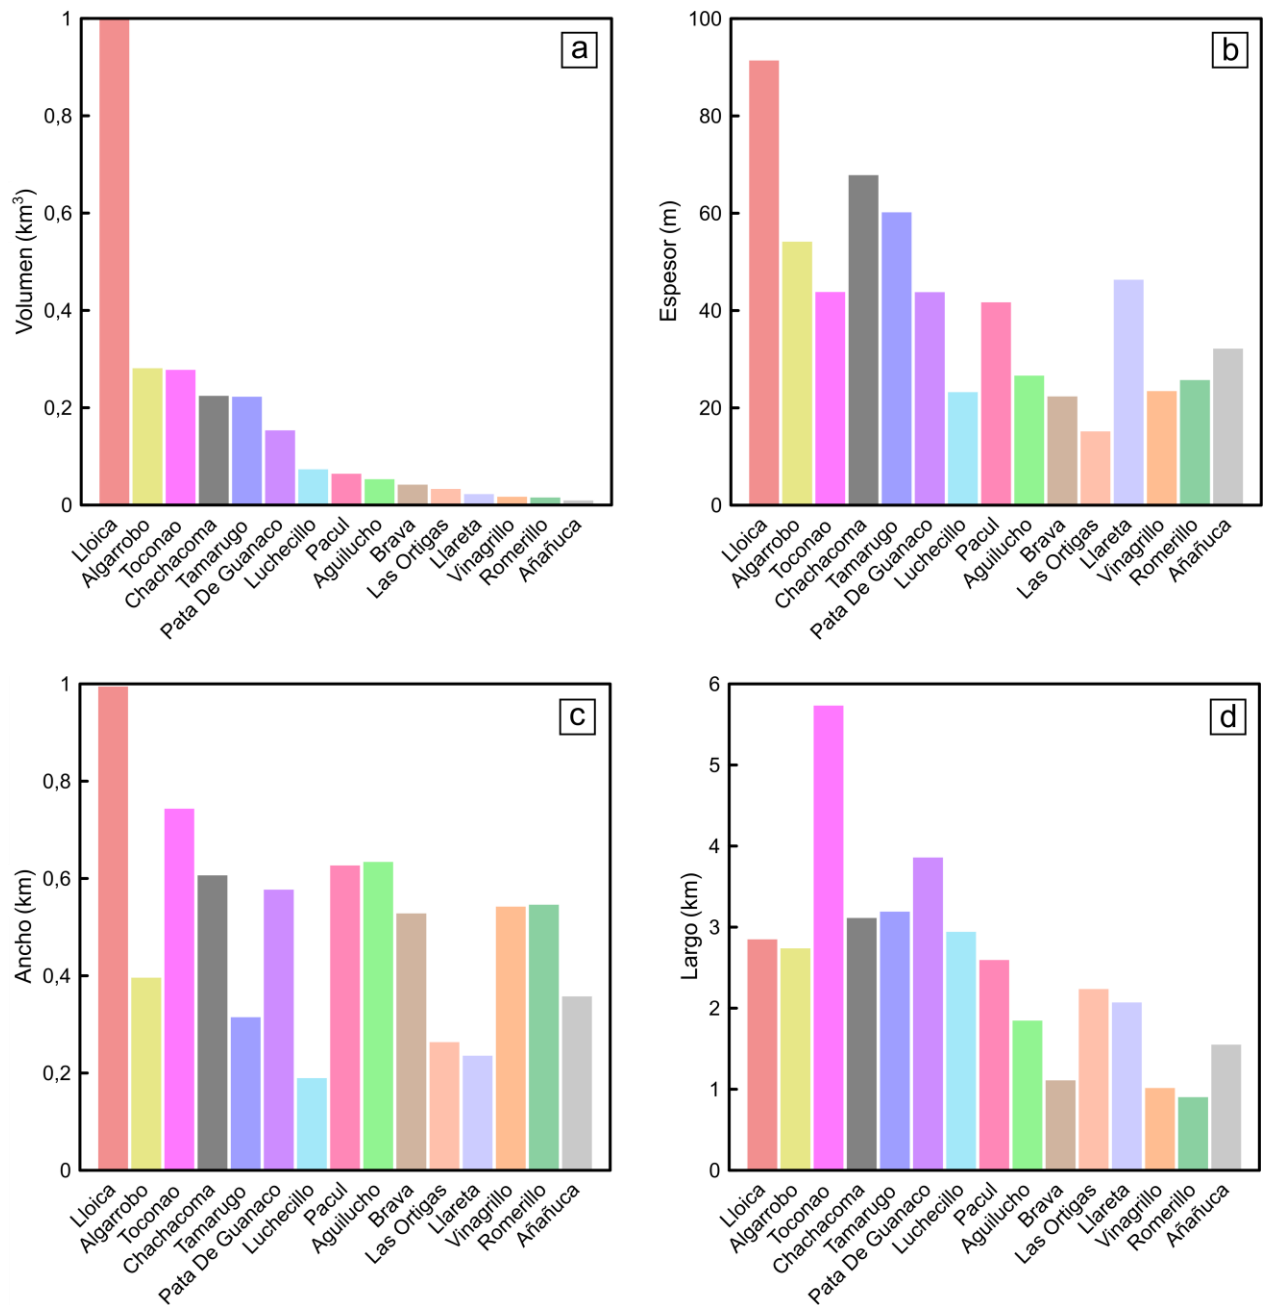 a
Volumen (km³)
1
0,8
0,6
0,4
0,2
0
Lloica
Algarrobo
Toconao
Chachacoma
Tamarugo
Pata De Guanaco
Luchecillo
Pacul
Aguilucho
Brava
Las Ortigas
Llareta
Vinagrillo
Romerillo
Añañuca
b
Espesor (m)
100
80
60
40
20
0
Lloica
Algarrobo
Toconao
Chachacoma
Tamarugo
Pata De Guanaco
Luchecillo
Pacul
Aguilucho
Brava
Las Ortigas
Llareta
Vinagrillo
Romerillo
Añañuca
c
Ancho (km)
1
0,8
0,6
0,4
0,2
0
Lloica
Algarrobo
Toconao
Chachacoma
Tamarugo
Pata De Guanaco
Luchecillo
Pacul
Aguilucho
Brava
Las Ortigas
Llareta
Vinagrillo
Romerillo
Añañuca
d
Largo (km)
6
5
4
3
2
1
0
Lloica
Algarrobo
Toconao
Chachacoma
Tamarugo
Pata De Guanaco
Luchecillo
Pacul
Aguilucho
Brava
Las Ortigas
Llareta
Vinagrillo
Romerillo
Añañuca